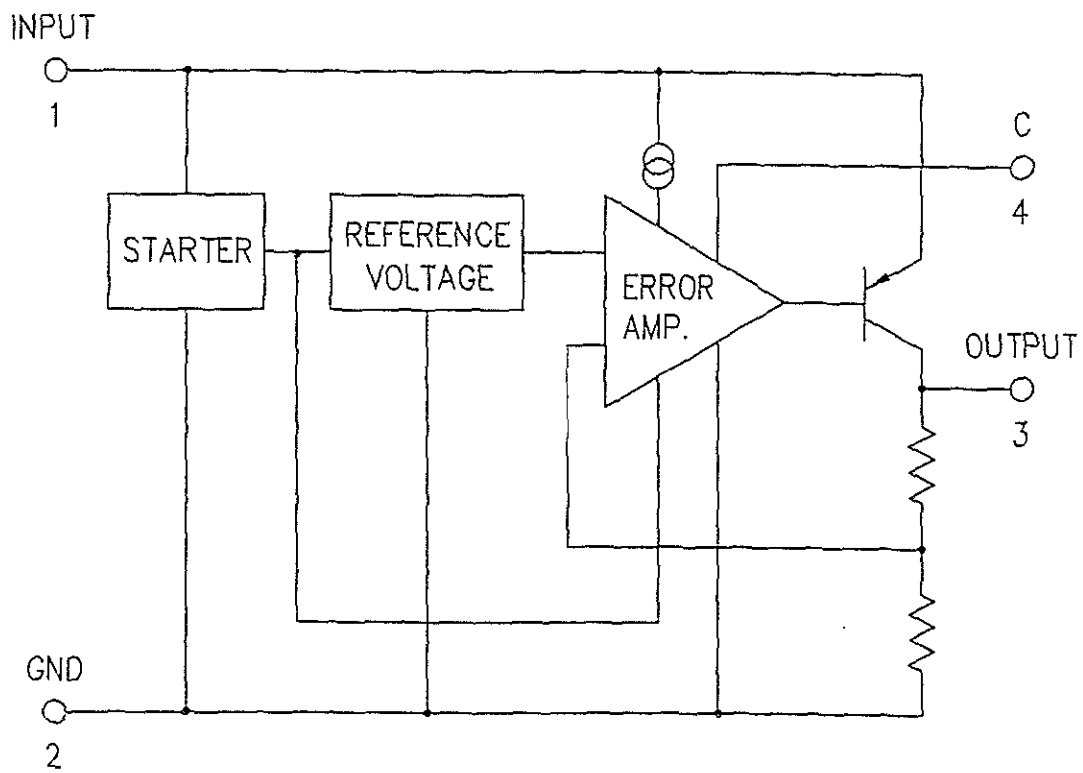 INPUT
1
C
4
STARTER
REFERENCE
VOLTAGE
ERROR
AMP.
OUTPUT
3
GND
2